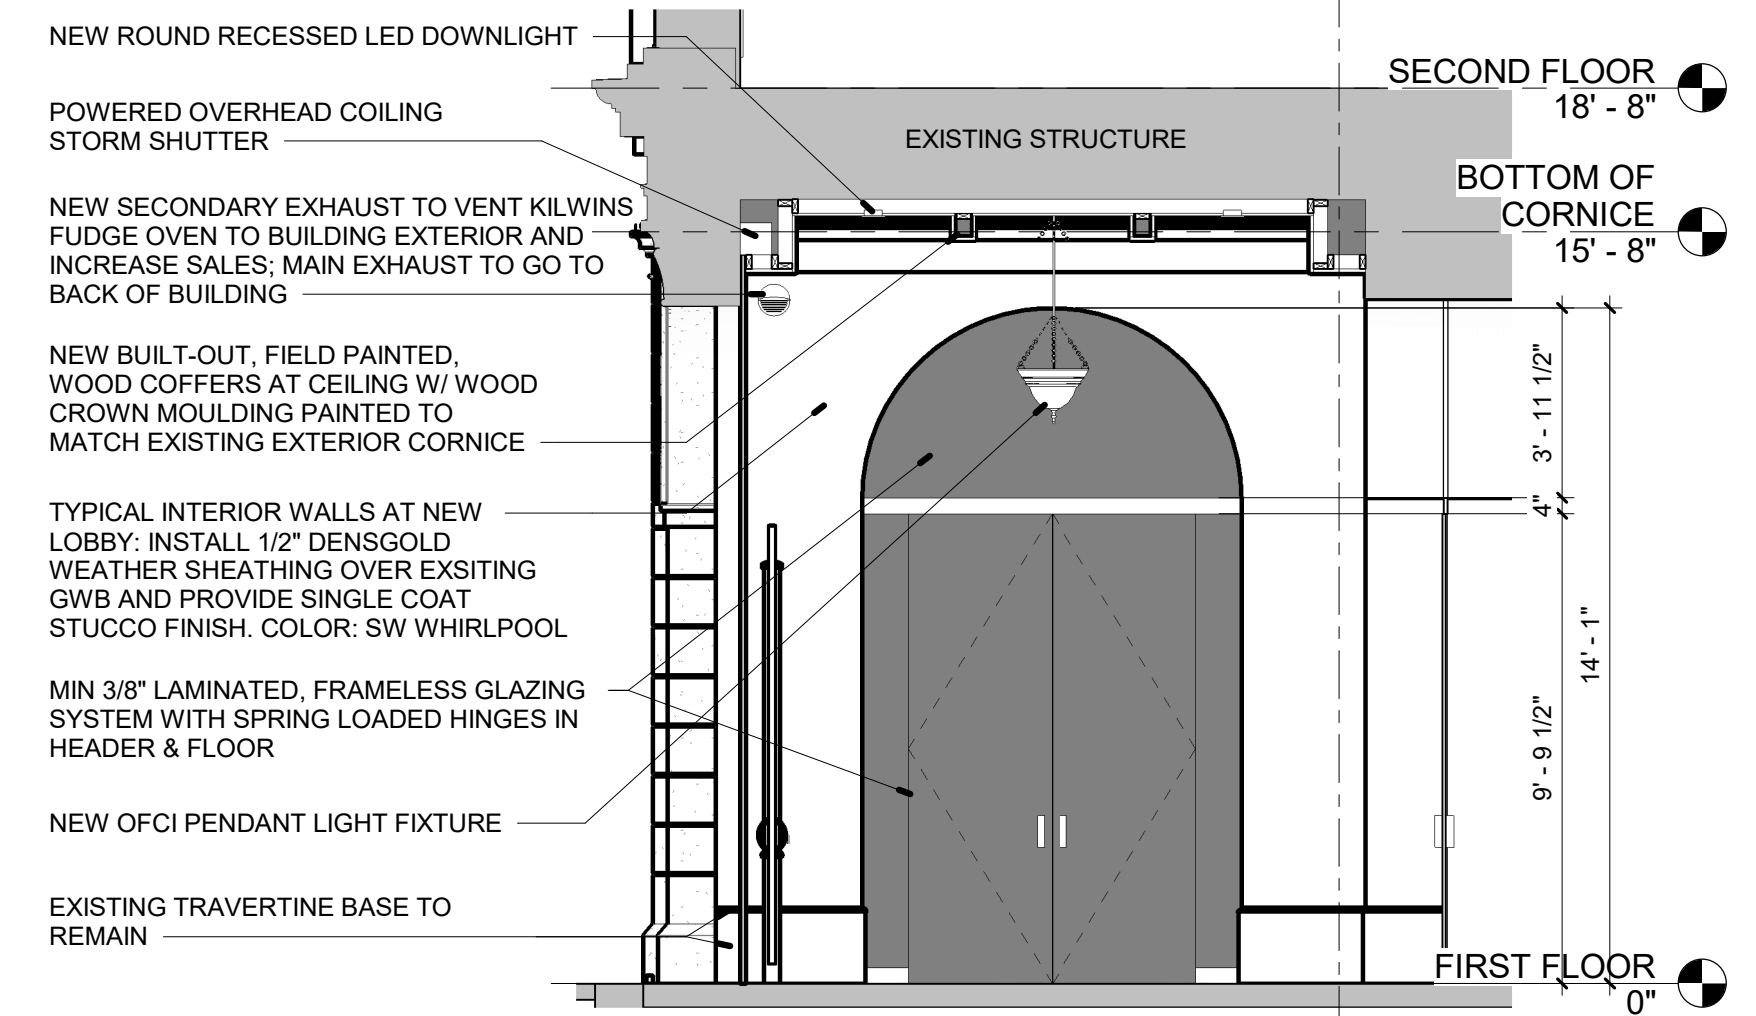 NEW ROUND RECESSED LED DOWNLIGHT
POWERED OVERHEAD COILING
STORM SHUTTER
NEW SECONDARY EXHAUST TO VENT KILWINS
FUDGE OVEN TO BUILDING EXTERIOR AND
INCREASE SALES; MAIN EXHAUST TO GO TO
BACK OF BUILDING
NEW BUILT-OUT, FIELD PAINTED,
WOOD COFFERS AT CEILING W/ WOOD
CROWN MOULDING PAINTED TO
MATCH EXISTING EXTERIOR CORNICE
TYPICAL INTERIOR WALLS AT NEW
LOBBY: INSTALL 1/2" DENSGOLD
WEATHER SHEATHING OVER EXSITING
GWB AND PROVIDE SINGLE COAT
STUCCO FINISH. COLOR: SW WHIRLPOOL
MIN 3/8" LAMINATED, FRAMELESS GLAZING
SYSTEM WITH SPRING LOADED HINGES IN
HEADER & FLOOR
NEW OFCI PENDANT LIGHT FIXTURE
EXISTING TRAVERTINE BASE TO
REMAIN
EXISTING STRUCTURE
SECOND FLOOR
18' - 8"
BOTTOM OF
CORNICE
15' - 8"
3' - 11 1/2"
4"
9' - 9 1/2"
14' - 1"
FIRST FLOOR
0"